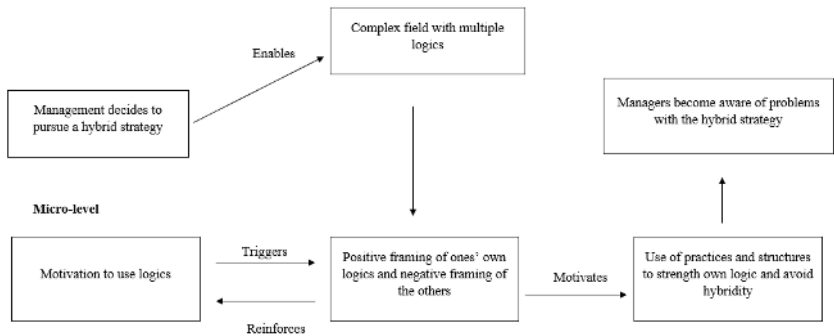 Complex field with multiple
logics
Enables
Management decides to
pursue a hybrid strategy
Managers become aware of problems
with the hybrid strategy
Micro-level
Motivation to use logics
Triggers
Reinforces
Positive framing of ones' own
logics and negative framing of
the others
Motivates
Use of practices and structures
to strength own logic and avoid
hybridity